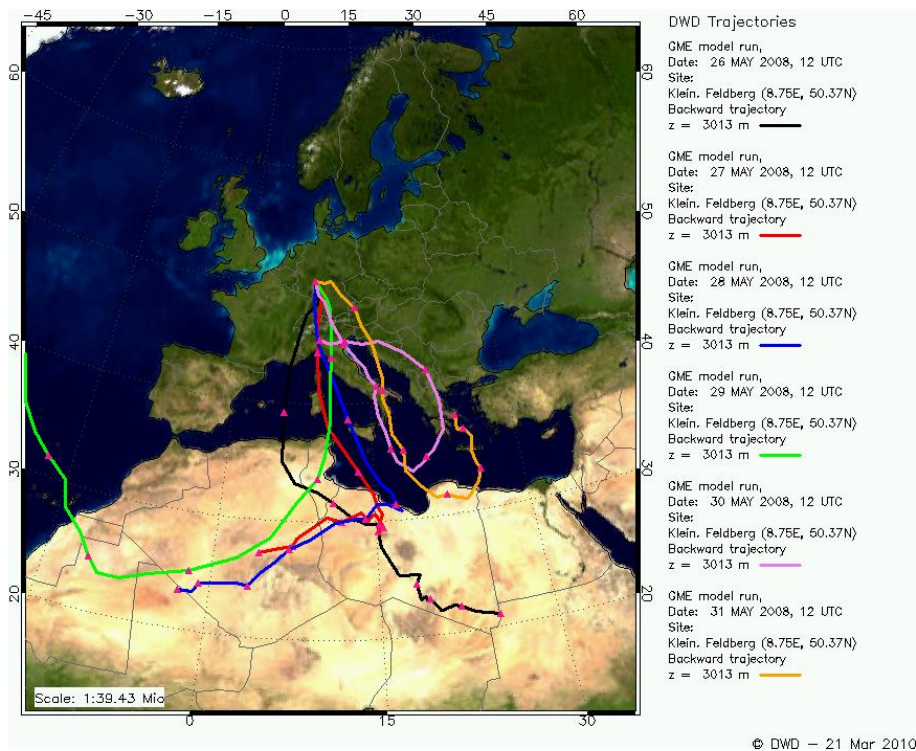 -45 -30 -15 0 15 30 45 60
DWD Trajectories
GME model run,
Date: 26 MAY 2008, 12 UTC
Site:
Klein. Feldberg (8.75E, 50.37N)
Backward trajectory
z = 3013 m
GME model run,
Date: 27 MAY 2008, 12 UTC
Site:
Klein. Feldberg (8.75E, 50.37N)
Backward trajectory
z = 3013 m
GME model run,
Date: 28 MAY 2008, 12 UTC
Site:
Klein. Feldberg (8.75E, 50.37N)
Backward trajectory
z = 3013 m
GME model run,
Date: 29 MAY 2008, 12 UTC
Site:
Klein. Feldberg (8.75E, 50.37N)
Backward trajectory
z = 3013 m
GME model run,
Date: 30 MAY 2008, 12 UTC
Site:
Klein. Feldberg (8.75E, 50.37N)
Backward trajectory
z = 3013 m
GME model run,
Date: 31 MAY 2008, 12 UTC
Site:
Klein. Feldberg (8.75E, 50.37N)
Backward trajectory
z = 3013 m
60 60
50 50
40 40
30 30
20 20
Scale: 1:39.43 Mio
0 15 30
© DWD – 21 Mar 2010